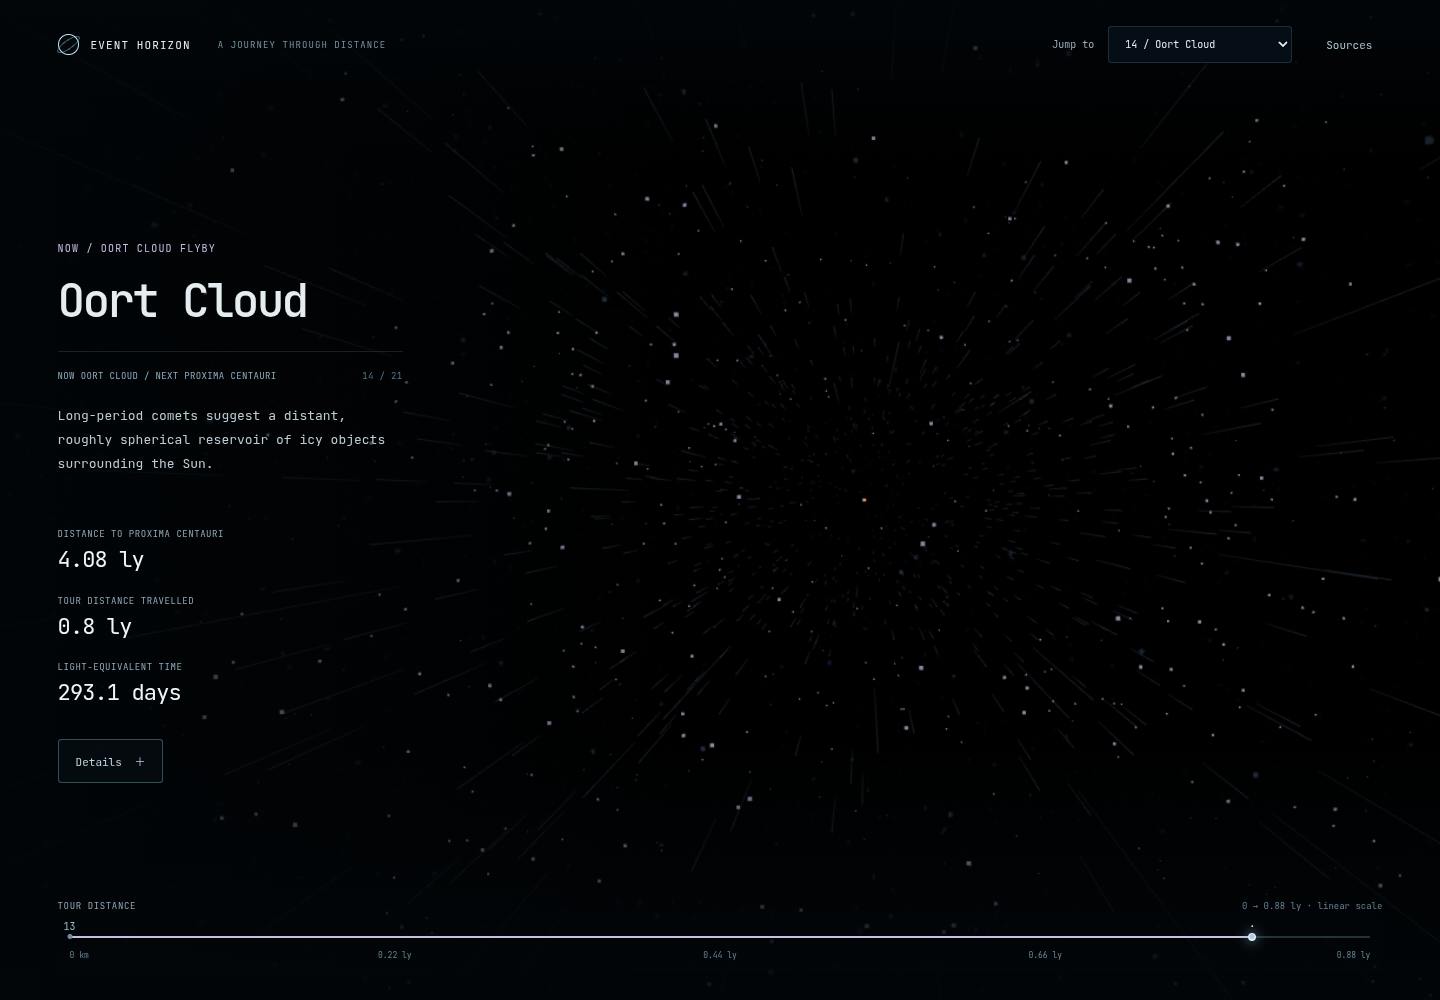 EVENT HORIZON
A JOURNEY THROUGH DISTANCE
Jump to
14 / Oort Cloud
Sources
NOW / OORT CLOUD FLYBY
Oort Cloud
NOW OORT CLOUD / NEXT PROXIMA CENTAURI
14 / 21
Long-period comets suggest a distant,
roughly spherical reservoir of icy objects
surrounding the Sun.
DISTANCE TO PROXIMA CENTAURI
4.08 ly
TOUR DISTANCE TRAVELLED
0.8 ly
LIGHT-EQUIVALENT TIME
293.1 days
Details +
TOUR DISTANCE
0 → 0.88 ly · linear scale
13
0 km
0.22 ly
0.44 ly
0.66 ly
0.88 ly